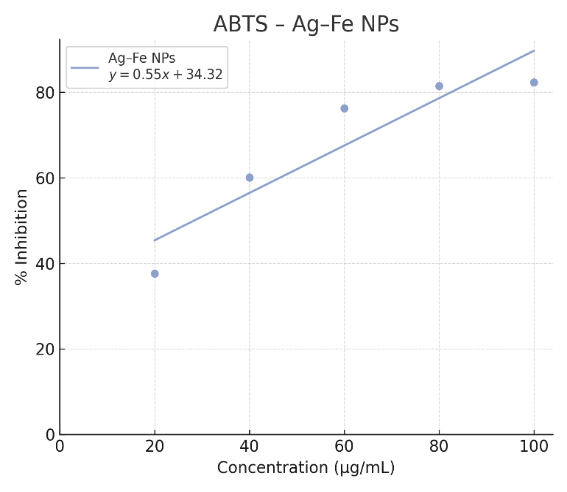 ABTS – Ag–Fe NPs
Ag–Fe NPs
y = 0.55x + 34.32
% Inhibition
80
60
40
20
0
0 20 40 60 80 100
Concentration (µg/mL)